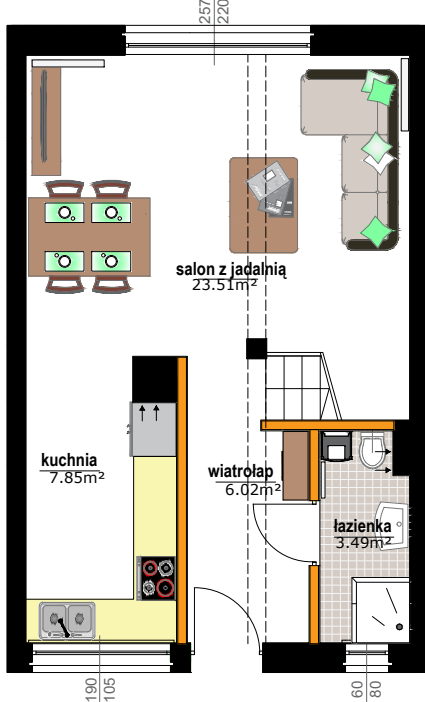 257
220
salon z jadalnią
23.51m²
kuchnia
7.85m²
wiatrołap
6.02m²
łazienka
3.49m²
190
105
60
80